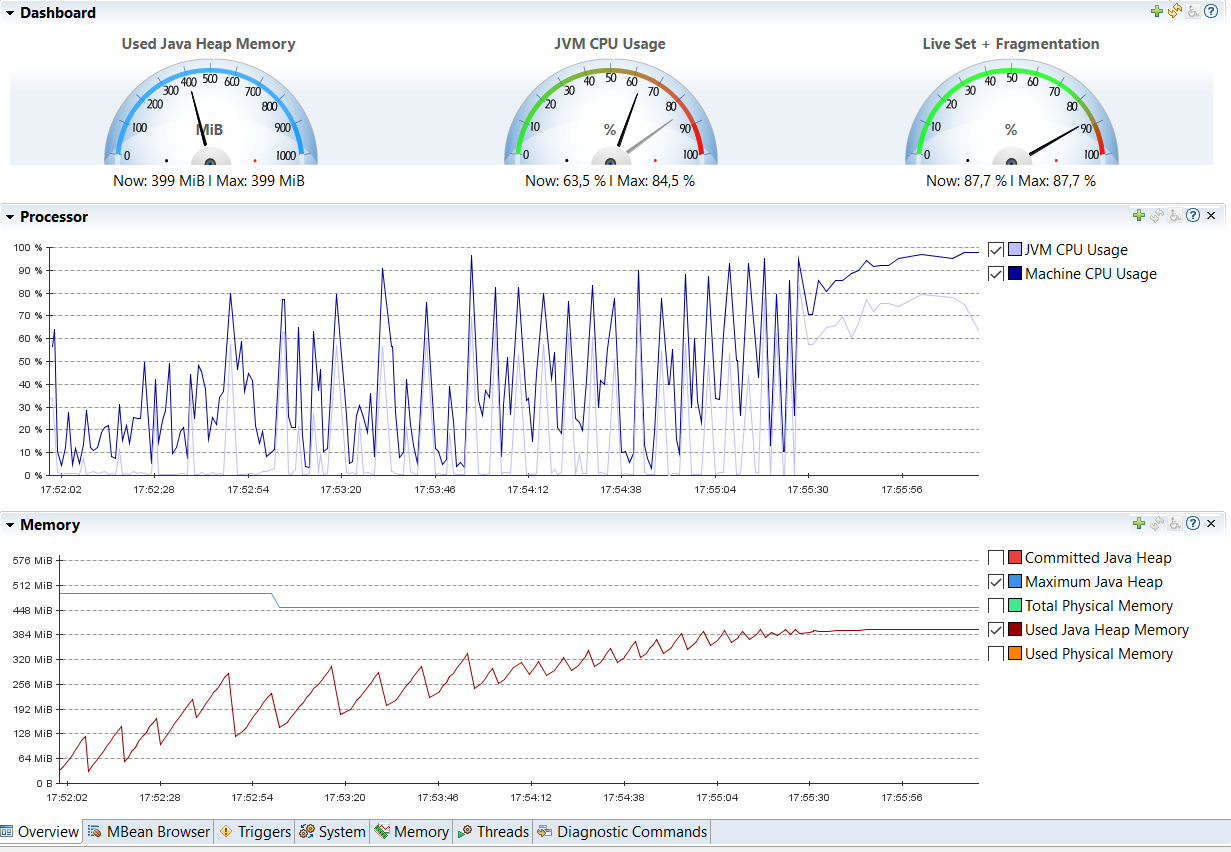 Dashboard
Used Java Heap Memory
JVM CPU Usage
Live Set + Fragmentation
0 100 200 300 400 500 600 700 800 900 1000
MiB
0 10 20 30 40 50 60 70 80 90 100
%
0 10 20 30 40 50 60 70 80 90 100
%
Now: 399 MiB | Max: 399 MiB
Now: 63,5 % | Max: 84,5 %
Now: 87,7 % | Max: 87,7 %
Processor
100 %
90 %
80 %
70 %
60 %
50 %
40 %
30 %
20 %
10 %
0 %
17:52:02 17:52:28 17:52:54 17:53:20 17:53:46 17:54:12 17:54:38 17:55:04 17:55:30 17:55:56
JVM CPU Usage
Machine CPU Usage
Memory
576 MiB
512 MiB
448 MiB
384 MiB
320 MiB
256 MiB
192 MiB
128 MiB
64 MiB
0 B
17:52:02 17:52:28 17:52:54 17:53:20 17:53:46 17:54:12 17:54:38 17:55:04 17:55:30 17:55:56
Committed Java Heap
Maximum Java Heap
Total Physical Memory
Used Java Heap Memory
Used Physical Memory
Overview MBean Browser Triggers System Memory Threads Diagnostic Commands